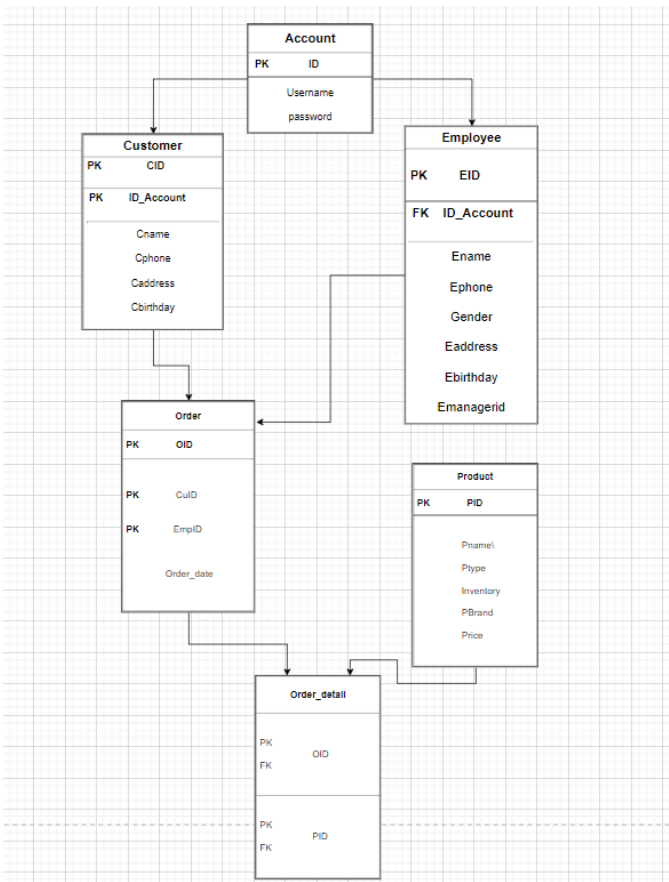 Account
PK ID
Username
password
Customer
PK CID
PK ID_Account
Cname
Cphone
Caddress
Cbirthday
Employee
PK EID
FK ID_Account
Ename
Ephone
Gender
Eaddress
Ebirthday
Emanagerid
Order
PK OID
PK CuID
PK EmpID
Order_date
Product
PK PID
Pname\
Ptype
Inventory
PBrand
Price
Order_detail
PK
OID
FK
PK
PID
FK